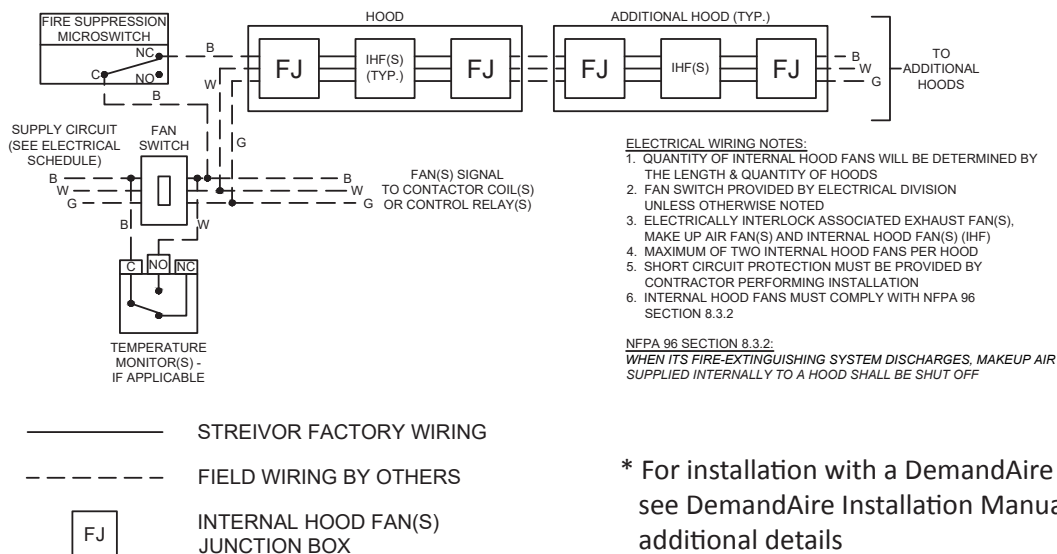 FIRE SUPPRESSION
MICROSWITCH
NC
C
NO
B
B
W
G
HOOD
FJ
IHF(S)
(TYP.)
FJ
ADDITIONAL HOOD (TYP.)
FJ
IHF(S)
FJ
B
W
G
TO
ADDITIONAL
HOODS
SUPPLY CIRCUIT
(SEE ELECTRICAL
SCHEDULE)
FAN
SWITCH
B
W
G
B
W
G
FAN(S) SIGNAL
TO CONTACTOR COIL(S)
OR CONTROL RELAY(S)
B
W
C
NO
NC
TEMPERATURE
MONITOR(S) -
IF APPLICABLE
ELECTRICAL WIRING NOTES:
1. QUANTITY OF INTERNAL HOOD FANS WILL BE DETERMINED BY
THE LENGTH & QUANTITY OF HOODS
2. FAN SWITCH PROVIDED BY ELECTRICAL DIVISION
UNLESS OTHERWISE NOTED
3. ELECTRICALLY INTERLOCK ASSOCIATED EXHAUST FAN(S),
MAKE UP AIR FAN(S) AND INTERNAL HOOD FAN(S) (IHF)
4. MAXIMUM OF TWO INTERNAL HOOD FANS PER HOOD
5. SHORT CIRCUIT PROTECTION MUST BE PROVIDED BY
CONTRACTOR PERFORMING INSTALLATION
6. INTERNAL HOOD FANS MUST COMPLY WITH NFPA 96
SECTION 8.3.2
NFPA 96 SECTION 8.3.2:
WHEN ITS FIRE-EXTINGUISHING SYSTEM DISCHARGES, MAKEUP AIR
SUPPLIED INTERNALLY TO A HOOD SHALL BE SHUT OFF
STREIVOR FACTORY WIRING
FIELD WIRING BY OTHERS
FJ
INTERNAL HOOD FAN(S)
JUNCTION BOX
* For installation with a DemandAire
see DemandAire Installation
additional details